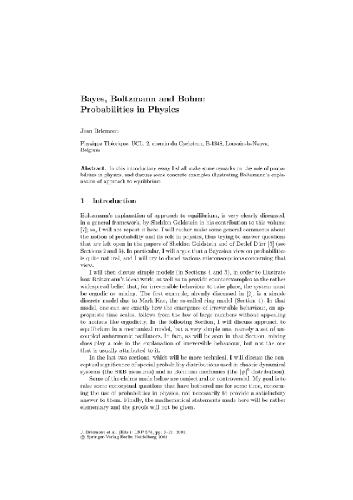 Bayes, Boltzmann and Bohm:
Probabilities in Physics
Jean Bricmont
Physique Théorique, UCL, 2, chemin du Cyclotron, B-1348, Louvain-la-Neuve,
Belgium
Abstract. In this introductory essay I shall make some remarks on the role of proba-
bilities in physics, and discuss some concrete examples illustrating Boltzmann's expla-
nation of approach to equilibrium.
1 Introduction
Boltzmann's explanation of approach to equilibrium, is very clearly discussed,
in a general framework, by Sheldon Goldstein in his contribution to this volume
so, I will not repeat it here. I will rather make some general comments about
the notion of probability and its role in physics, thus trying to answer questions
that are left open in the papers of Sheldon Goldstein and of Detlef Dürr (see
Sections 2 and 3). In particular, I will argue that a Bayesian view on probabilities
is quite natural, and I will try to clear various misconceptions concerning that
view.
I will then discuss simple models (in Sections 4 and 5), in order to illustrate
how Boltzmann's ideas work, as well as to provide counterexamples to the rather
widespread belief that, for irreversible behaviour to take place, the system must
be ergodic or mixing. The first example, already discussed in is a simple
discrete model due to Mark Kac, the so-called ring model (Section 4). In that
model, one can see exactly how the emergence of irreversible behaviour, on ap-
propriate time scales, follows from the law of large numbers without appealing
to notions like ergodicity. In the following Section, I will discuss approach to
equilibrium in a mechanical model, but a very simple one, namely a set of un-
coupled anharmonic oscillators. In fact, as will be seen in that Section, mixing
does play a role in the explanation of irreversible behaviour, but not the one
that is usually attributed to it.
In the last two sections, which will be more technical, I will discuss the con-
ceptual significance of special probability distributions used in chaotic dynamical
systems (the SRB measures) and in Bohmian mechanics (the |ψ|² distribution).
Some of the claims made below are conjectural or controversial. My goal is to
raise some conceptual questions that have bothered me for some time, concern-
ing the use of probabilities in physics, not necessarily to provide a satisfactory
answer to them. Finally, the mathematical statements made here will be rather
elementary and the proofs will not be given.
J. Bricmont et al. (Eds.): LNP 574, pp. 3–21, 2001.
© Springer-Verlag Berlin Heidelberg 2001